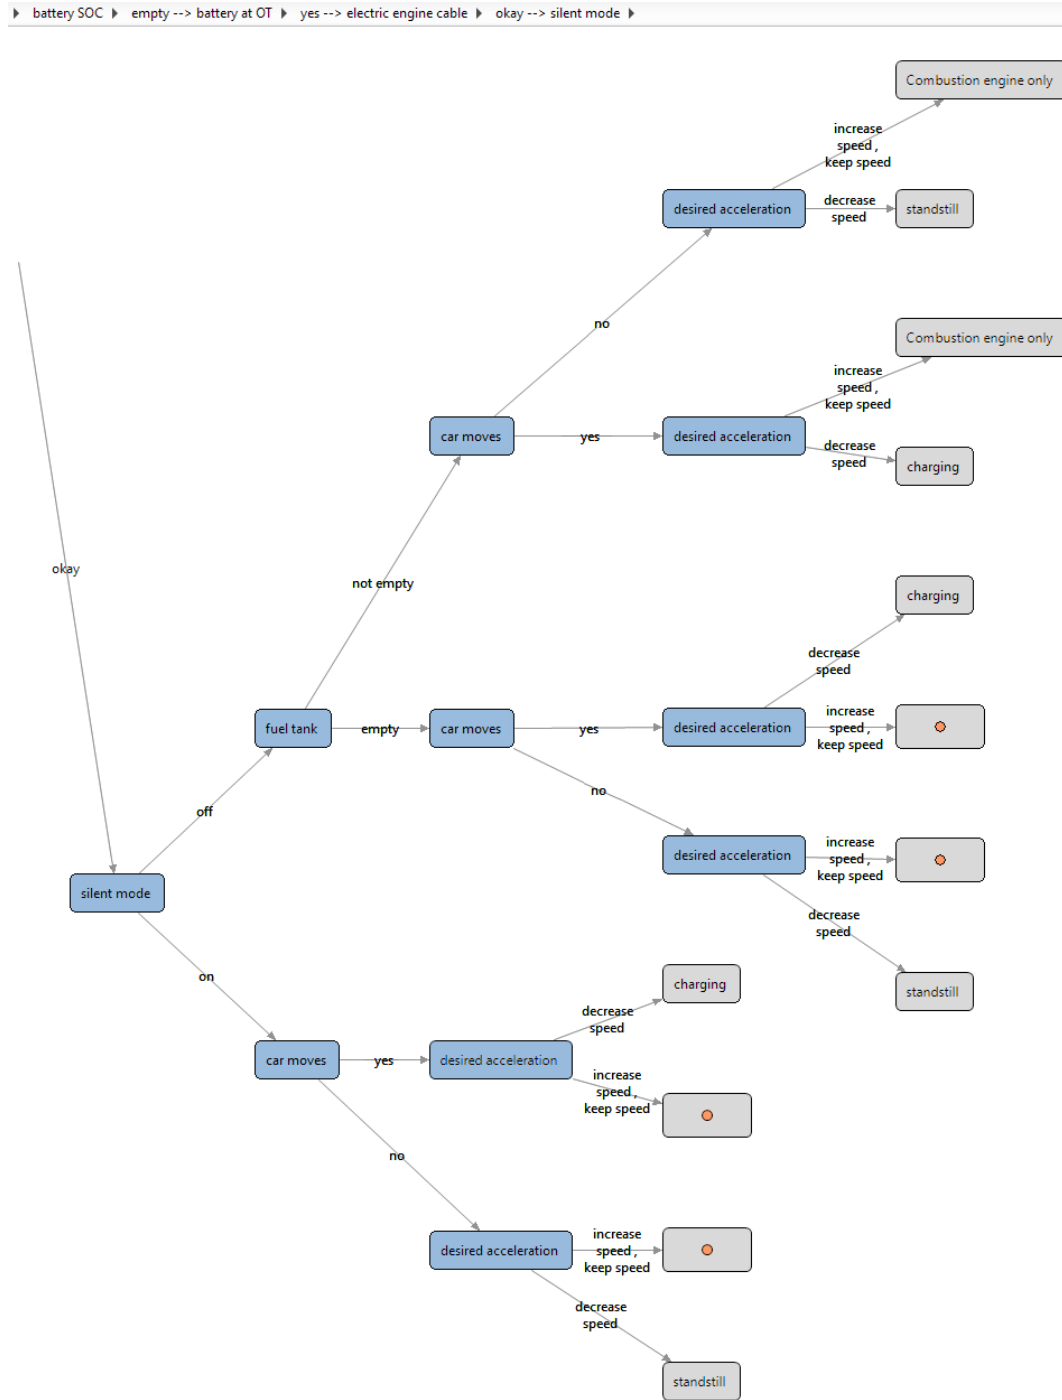 battery SOC empty --> battery at OT yes --> electric engine cable okay --> silent mode
Combustion engine only
increase
speed ,
keep speed
desired acceleration
decrease
speed
standstill
no
Combustion engine only
increase
speed ,
keep speed
car moves
yes
desired acceleration
decrease
speed
charging
okay
not empty
charging
decrease
speed
fuel tank
empty
car moves
yes
desired acceleration
increase
speed ,
keep speed
no
off
desired acceleration
increase
speed ,
keep speed
silent mode
decrease
speed
standstill
on
charging
decrease
speed
car moves
yes
desired acceleration
increase
speed ,
keep speed
no
desired acceleration
increase
speed ,
keep speed
decrease
speed
standstill